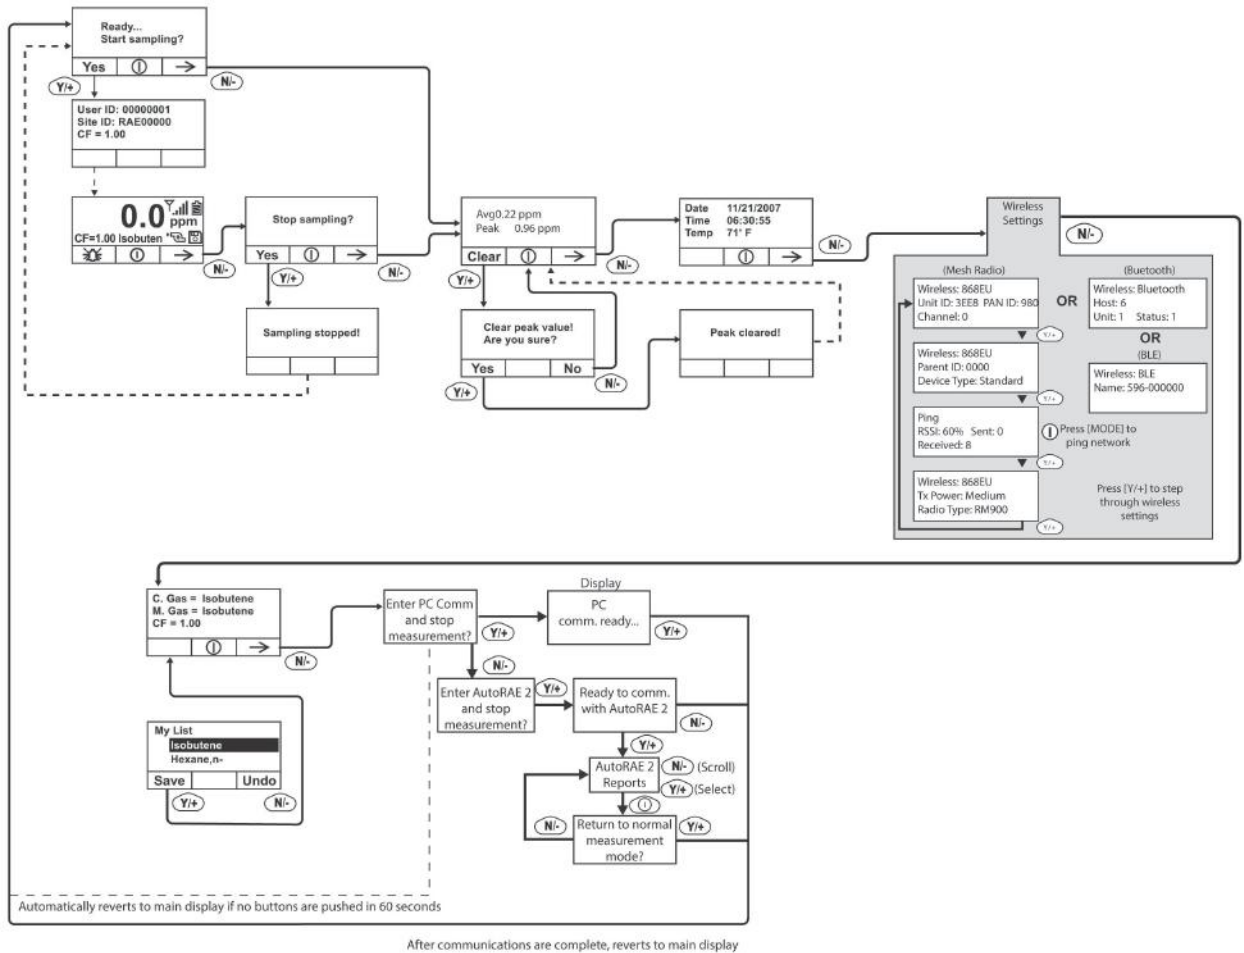 Ready...
Start sampling?
Yes
Y/+
N/-
User ID: 00000001
Site ID: RAE00000
CF = 1.00
0.0
ppm
CF=1.00 Isobuten
N/-
Stop sampling?
Yes
Y/+
N/-
Sampling stopped!
Avg0.22 ppm
Peak 0.96 ppm
Clear
Y/+
N/-
Clear peak value!
Are you sure?
Yes No
Y/+
N/-
Peak cleared!
Date 11/21/2007
Time 06:30:55
Temp 71° F
N/-
Wireless
Settings
N/-
(Mesh Radio)
Wireless: 868EU
Unit ID: 3EE8 PAN ID: 980
Channel: 0
Y/+
Wireless: 868EU
Parent ID: 0000
Device Type: Standard
Y/+
Ping
RSSI: 60% Sent: 0
Received: 8
Y/+
Wireless: 868EU
Tx Power: Medium
Radio Type: RM900
Y/+
OR
(Buetooth)
Wireless: Bluetooth
Host: 6
Unit: 1 Status: 1
OR
(BLE)
Wireless: BLE
Name: 596-000000
Press [MODE] to
ping network
Press [Y/+] to step
through wireless
settings
C. Gas = Isobutene
M. Gas = Isobutene
CF = 1.00
N/-
My List
Isobutene
Hexane,n-
Save Undo
Y/+
N/-
Enter PC Comm
and stop
measurement?
Y/+
N/-
Display
PC
comm. ready...
Y/+
Enter AutoRAE 2
and stop
measurement?
Y/+
Ready to comm.
with AutoRAE 2
N/-
Y/+
AutoRAE 2
Reports
N/- (Scroll)
Y/+ (Select)
Return to normal
measurement
mode?
N/-
Y/+
Automatically reverts to main display if no buttons are pushed in 60 seconds
After communications are complete, reverts to main display